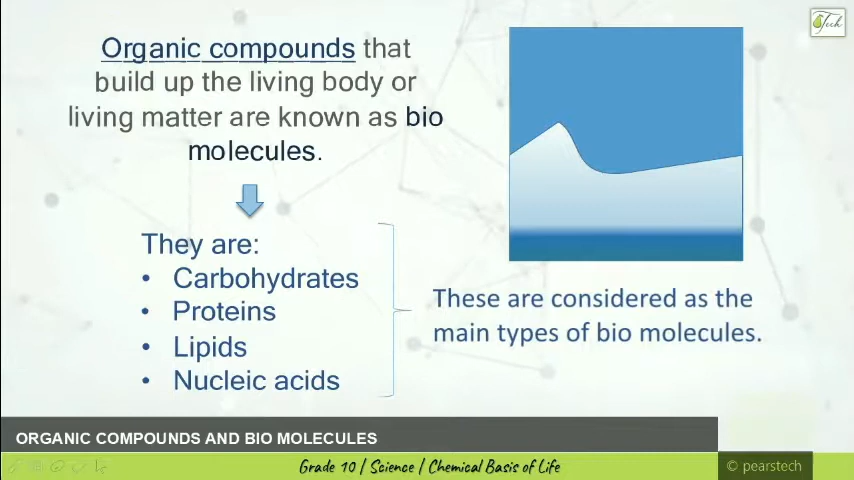 Tech
Organic compounds that
build up the living body or
living matter are known as bio
molecules.
They are:
• Carbohydrates
• Proteins
• Lipids
• Nucleic acids
These are considered as the
main types of bio molecules.
ORGANIC COMPOUNDS AND BIO MOLECULES
Grade 10 / Science / Chemical Basis of Life
© pearstech